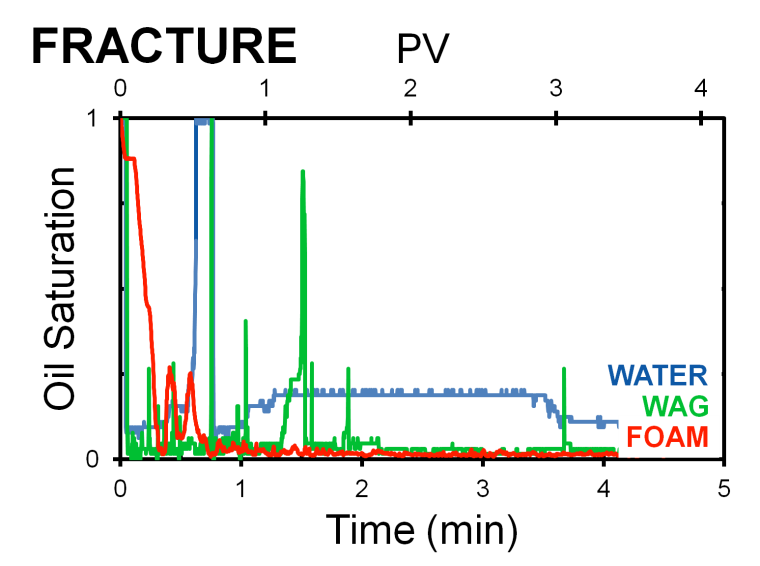 FRACTURE PV
0 1 2 3 4
1
Oil Saturation
WATER
WAG
FOAM
0
0 1 2 3 4 5
Time (min)